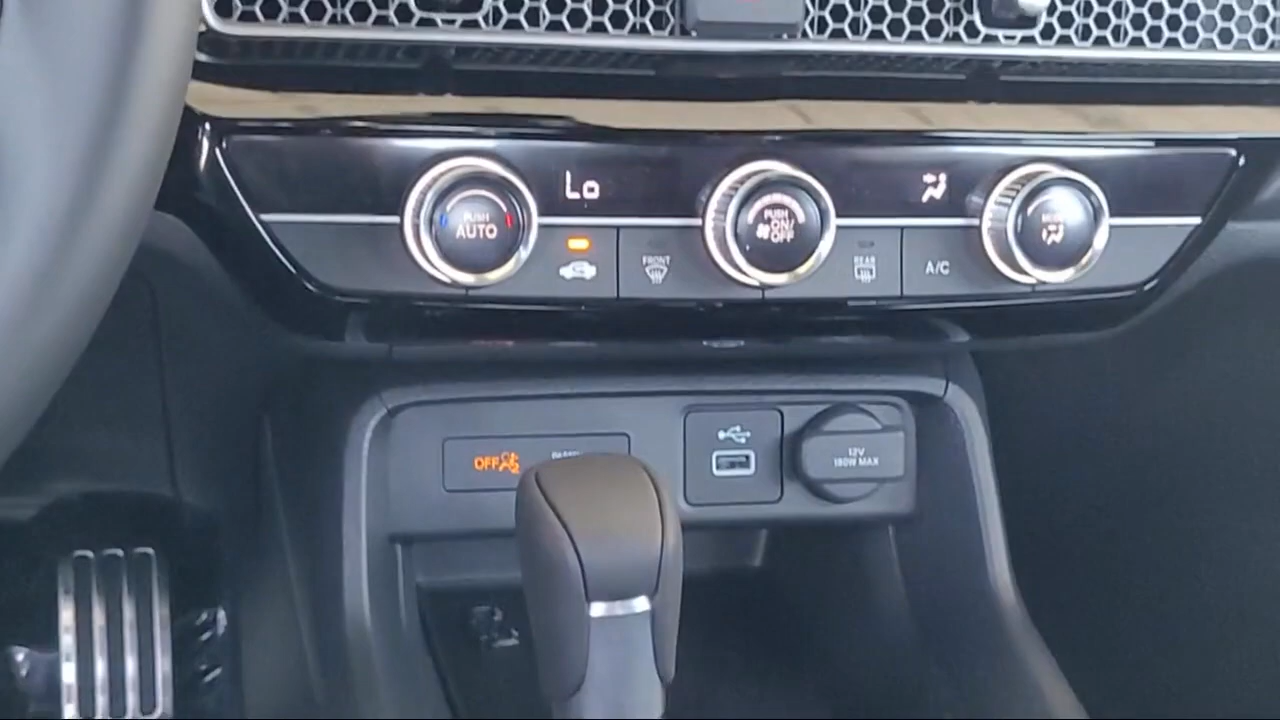 Lo
PUSH
AUTO
PUSH
ON/
OFF
FRONT
REAR
A/C
OFF
12V
180W MAX